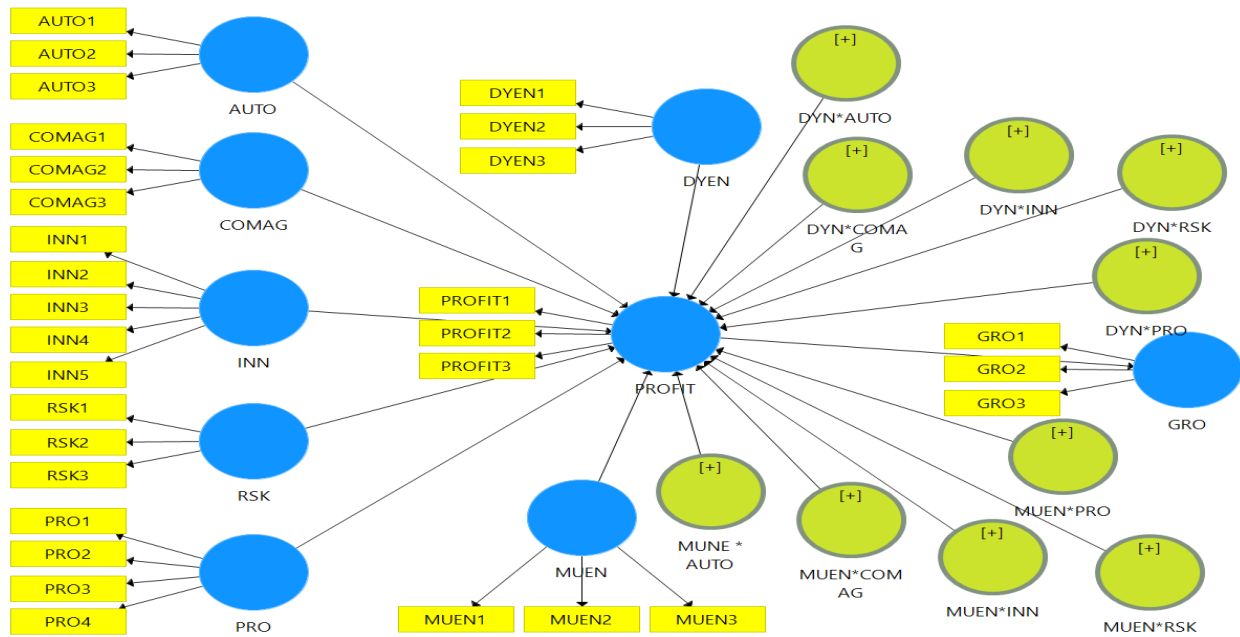 AUTO1
AUTO2
AUTO3
AUTO
COMAG1
COMAG2
COMAG3
COMAG
INN1
INN2
INN3
INN4
INN5
INN
RSK1
RSK2
RSK3
RSK
PRO1
PRO2
PRO3
PRO4
PRO
DYEN1
DYEN2
DYEN3
DYEN
PROFIT1
PROFIT2
PROFIT3
PROFIT
MUEN
MUEN1
MUEN2
MUEN3
[+]
DYN*AUTO
[+]
DYN*COMA
G
[+]
DYN*INN
[+]
DYN*RSK
[+]
DYN*PRO
GRO1
GRO2
GRO3
GRO
[+]
MUEN*PRO
[+]
MUNE *
AUTO
[+]
MUEN*COM
AG
[+]
MUEN*INN
[+]
MUEN*RSK